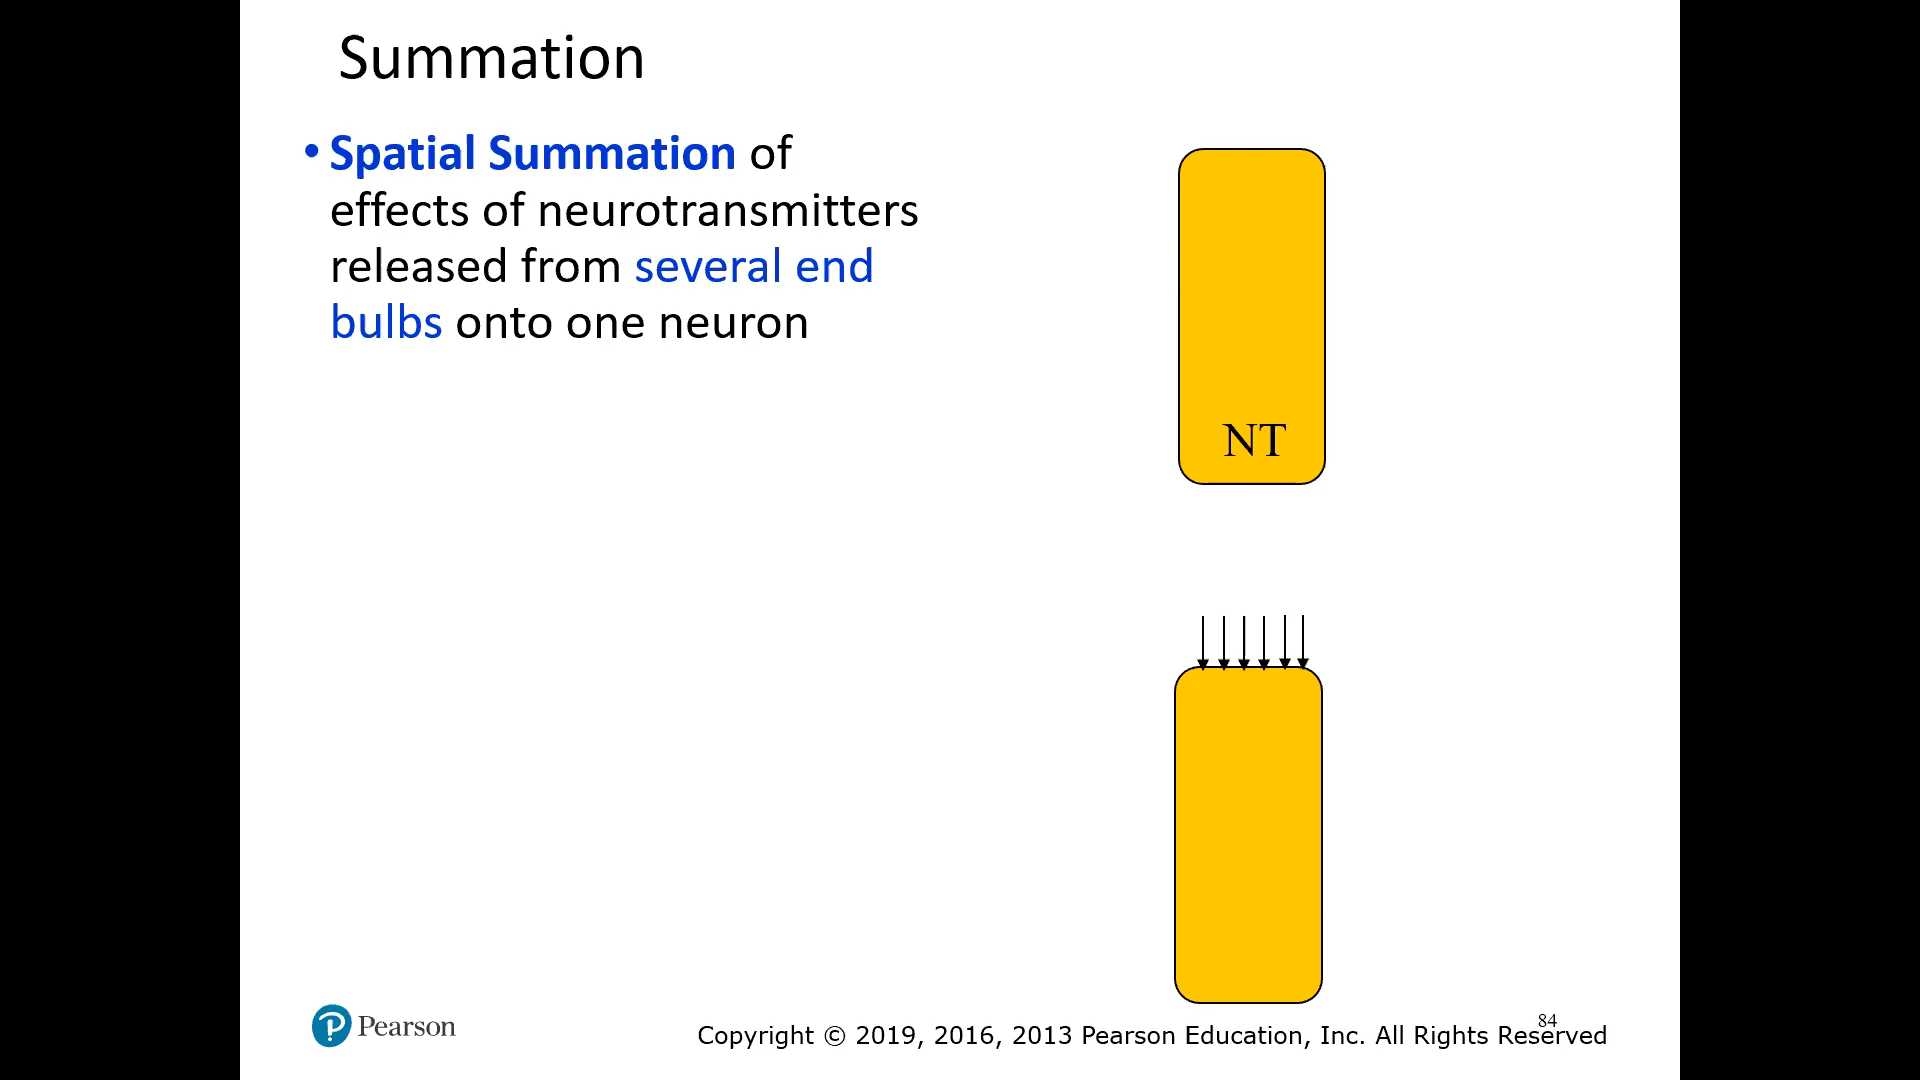 Summation
• Spatial Summation of
effects of neurotransmitters
released from several end
bulbs onto one neuron
NT
Pearson
84
Copyright © 2019, 2016, 2013 Pearson Education, Inc. All Rights Reserved